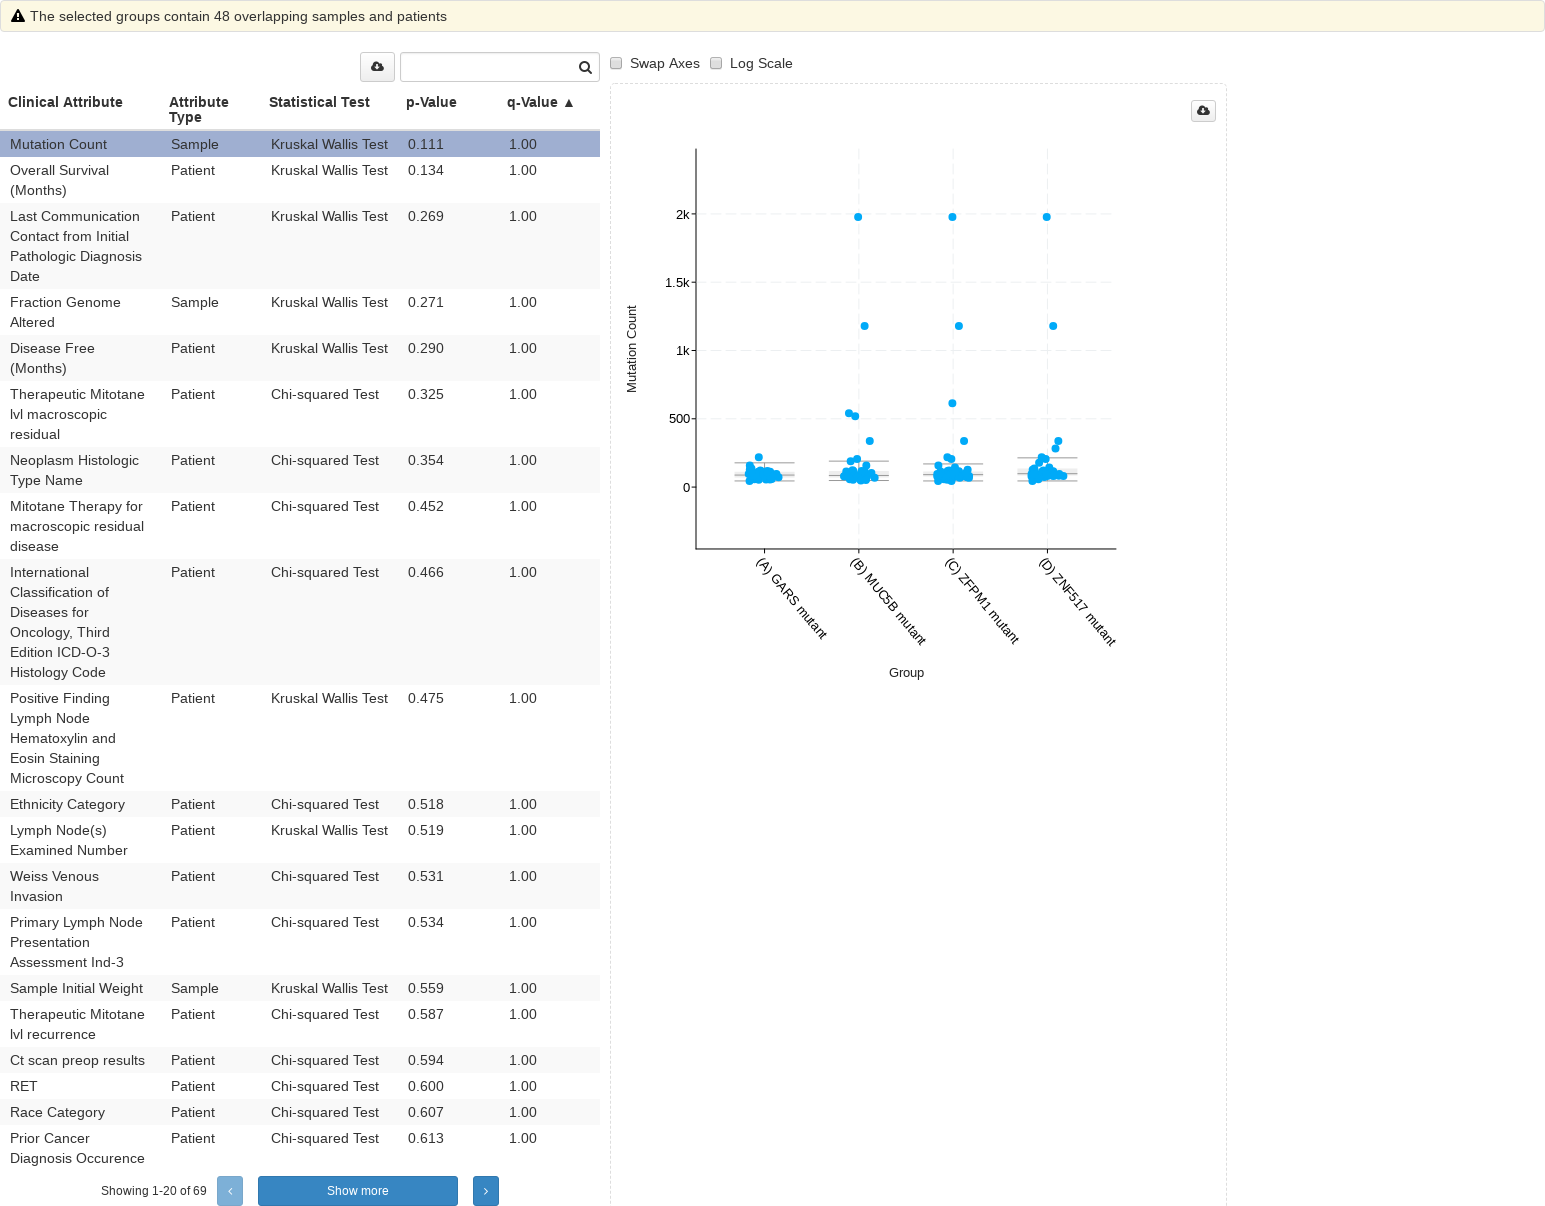 The selected groups contain 48 overlapping samples and patients
Swap Axes Log Scale
Clinical Attribute Attribute Type Statistical Test p-Value q-Value ▲
Mutation Count Sample Kruskal Wallis Test 0.111 1.00
Overall Survival Patient Kruskal Wallis Test 0.134 1.00
(Months)
Last Communication Patient Kruskal Wallis Test 0.269 1.00
Contact from Initial
Pathologic Diagnosis
Date
Fraction Genome Sample Kruskal Wallis Test 0.271 1.00
Altered
Disease Free Patient Kruskal Wallis Test 0.290 1.00
(Months)
Therapeutic Mitotane Patient Chi-squared Test 0.325 1.00
lvl macroscopic
residual
Neoplasm Histologic Patient Chi-squared Test 0.354 1.00
Type Name
Mitotane Therapy for Patient Chi-squared Test 0.452 1.00
macroscopic residual
disease
International Patient Chi-squared Test 0.466 1.00
Classification of
Diseases for
Oncology, Third
Edition ICD-O-3
Histology Code
Positive Finding Patient Kruskal Wallis Test 0.475 1.00
Lymph Node
Hematoxylin and
Eosin Staining
Microscopy Count
Ethnicity Category Patient Chi-squared Test 0.518 1.00
Lymph Node(s) Patient Kruskal Wallis Test 0.519 1.00
Examined Number
Weiss Venous Patient Chi-squared Test 0.531 1.00
Invasion
Primary Lymph Node Patient Chi-squared Test 0.534 1.00
Presentation
Assessment Ind-3
Sample Initial Weight Sample Kruskal Wallis Test 0.559 1.00
Therapeutic Mitotane Patient Chi-squared Test 0.587 1.00
lvl recurrence
Ct scan preop results Patient Chi-squared Test 0.594 1.00
RET Patient Chi-squared Test 0.600 1.00
Race Category Patient Chi-squared Test 0.607 1.00
Prior Cancer Patient Chi-squared Test 0.613 1.00
Diagnosis Occurence
Showing 1-20 of 69 ‹ Show more ›
Mutation Count
2k
1.5k
1k
500
0
(A) GARS mutant
(B) MUC5B mutant
(C) ZFPM1 mutant
(D) ZNF517 mutant
Group